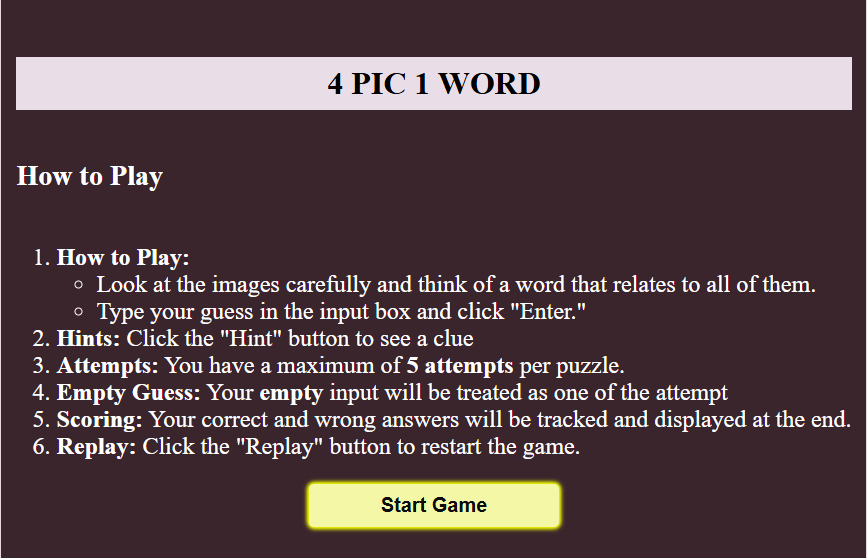 4 PIC 1 WORD
How to Play
1. How to Play:
○ Look at the images carefully and think of a word that relates to all of them.
○ Type your guess in the input box and click "Enter."
2. Hints: Click the "Hint" button to see a clue
3. Attempts: You have a maximum of 5 attempts per puzzle.
4. Empty Guess: Your empty input will be treated as one of the attempt
5. Scoring: Your correct and wrong answers will be tracked and displayed at the end.
6. Replay: Click the "Replay" button to restart the game.
Start Game